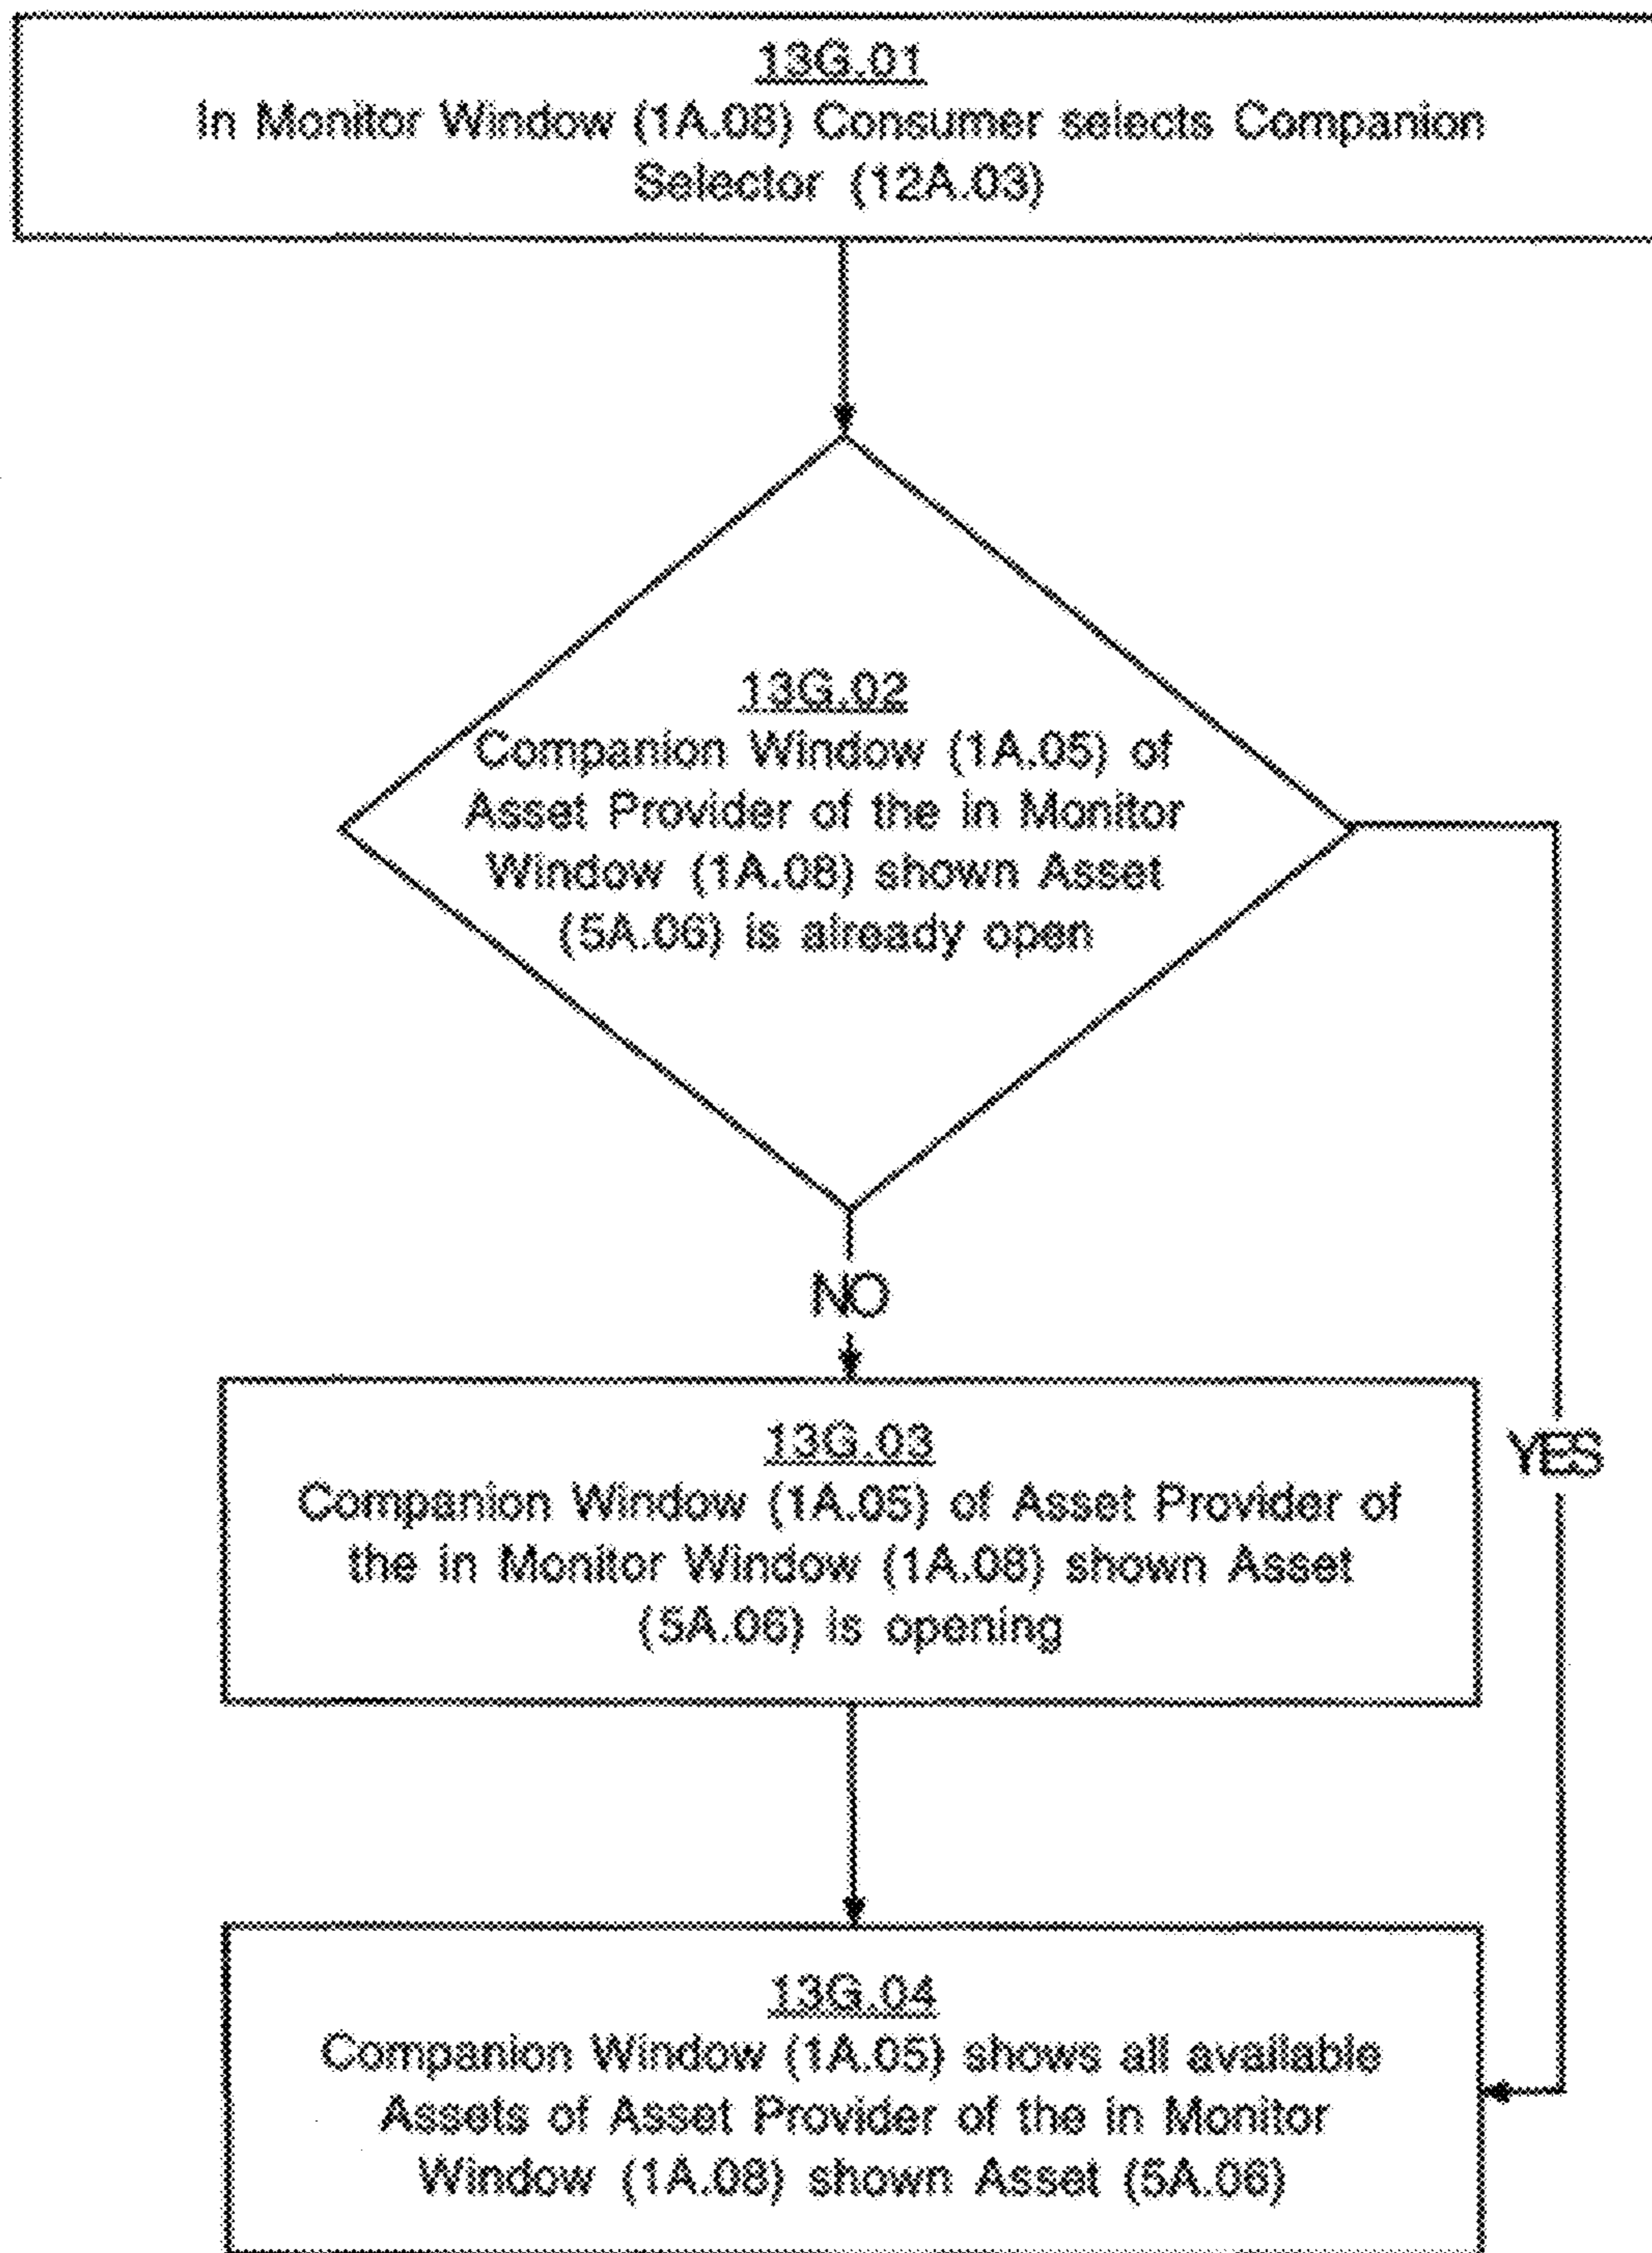 13G.01
In Monitor Window (1A.08) Consumer selects Companion
Selector (12A.03)
13G.02
Companion Window (1A.05) of
Asset Provider of the in Monitor
Window (1A.08) shown Asset
(5A.06) is already open
NO
13G.03
Companion Window (1A.05) of Asset Provider of
the in Monitor Window (1A.08) shown Asset
(5A.06) is opening
YES
13G.04
Companion Window (1A.05) shows all available
Assets of Asset Provider of the in Monitor
Window (1A.08) shown Asset (5A.06)